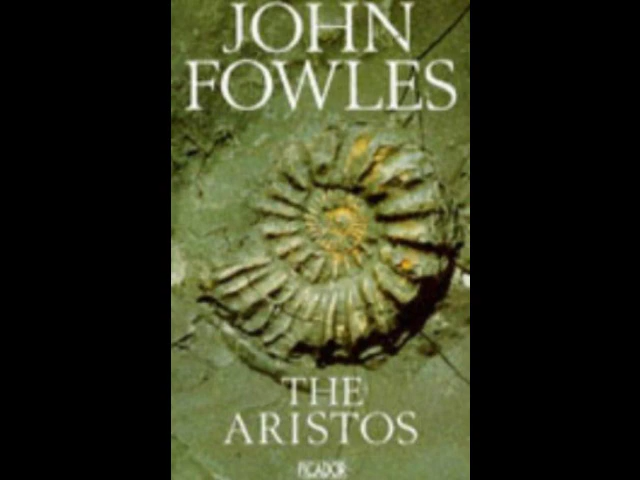 JOHN
FOWLES
THE
ARISTOS
PICADOR